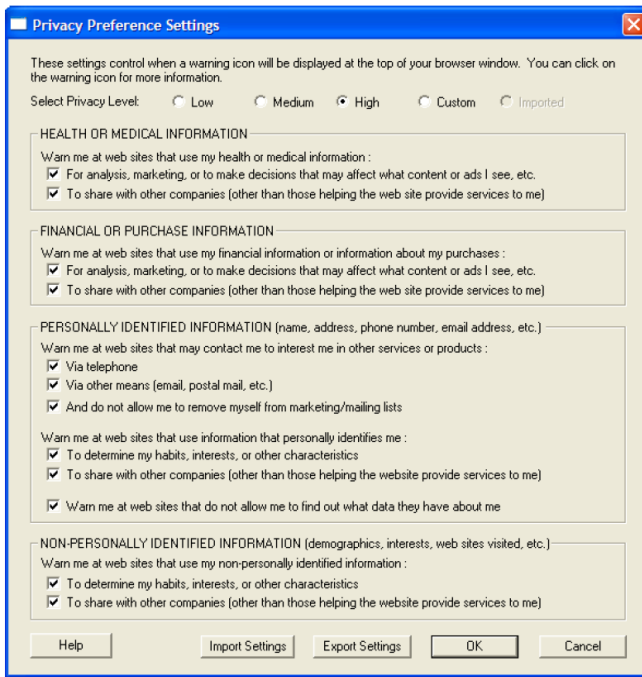 Privacy Preference Settings
These settings control when a warning icon will be displayed at the top of your browser window. You can click on
the warning icon for more information.
Select Privacy Level: Low Medium High Custom Imported
HEALTH OR MEDICAL INFORMATION
Warn me at web sites that use my health or medical information :
For analysis, marketing, or to make decisions that may affect what content or ads I see, etc.
To share with other companies (other than those helping the web site provide services to me)
FINANCIAL OR PURCHASE INFORMATION
Warn me at web sites that use my financial information or information about my purchases :
For analysis, marketing, or to make decisions that may affect what content or ads I see, etc.
To share with other companies (other than those helping the web site provide services to me)
PERSONALLY IDENTIFIED INFORMATION (name, address, phone number, email address, etc.)
Warn me at web sites that may contact me to interest me in other services or products :
Via telephone
Via other means (email, postal mail, etc.)
And do not allow me to remove myself from marketing/mailing lists
Warn me at web sites that use information that personally identifies me :
To determine my habits, interests, or other characteristics
To share with other companies (other than those helping the website provide services to me)
Warn me at web sites that do not allow me to find out what data they have about me
NON-PERSONALLY IDENTIFIED INFORMATION (demographics, interests, web sites visited, etc.)
Warn me at web sites that use my non-personally identified information :
To determine my habits, interests, or other characteristics
To share with other companies (other than those helping the website provide services to me)
Help Import Settings Export Settings OK Cancel